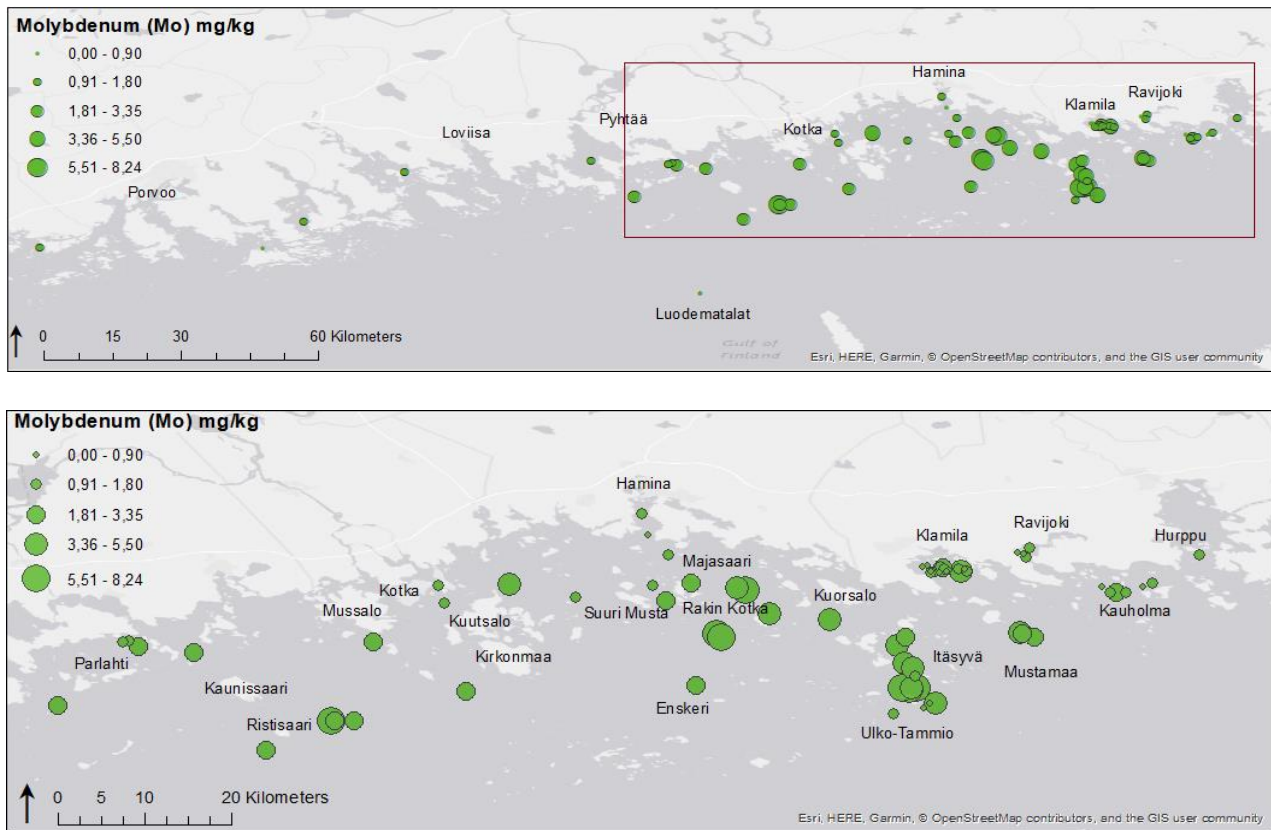 Molybdenum (Mo) mg/kg
0,00 - 0,90
0,91 - 1,80
1,81 - 3,35
3,36 - 5,50
5,51 - 8,24
Hamina
Ravijoki
Klamila
Pyhtää
Kotka
Loviisa
Porvoo
Luodematalat
0 15 30 60 Kilometers
Gulf of
Finland
Esri, HERE, Garmin, © OpenStreetMap contributors, and the GIS user community
Molybdenum (Mo) mg/kg
0,00 - 0,90
0,91 - 1,80
1,81 - 3,35
3,36 - 5,50
5,51 - 8,24
Hamina
Ravijoki
Klamila
Hurppu
Majasaari
Kotka
Kuorsalo
Mussalo
Suuri Musta
Rakin Kotka
Kauholma
Kuutsalo
Kirkonmaa
Itäsyvä
Parlahti
Mustamaa
Kaunissaari
Enskeri
Ristisaari
Ulko-Tammio
0 5 10 20 Kilometers
Esri, HERE, Garmin, © OpenStreetMap contributors, and the GIS user community